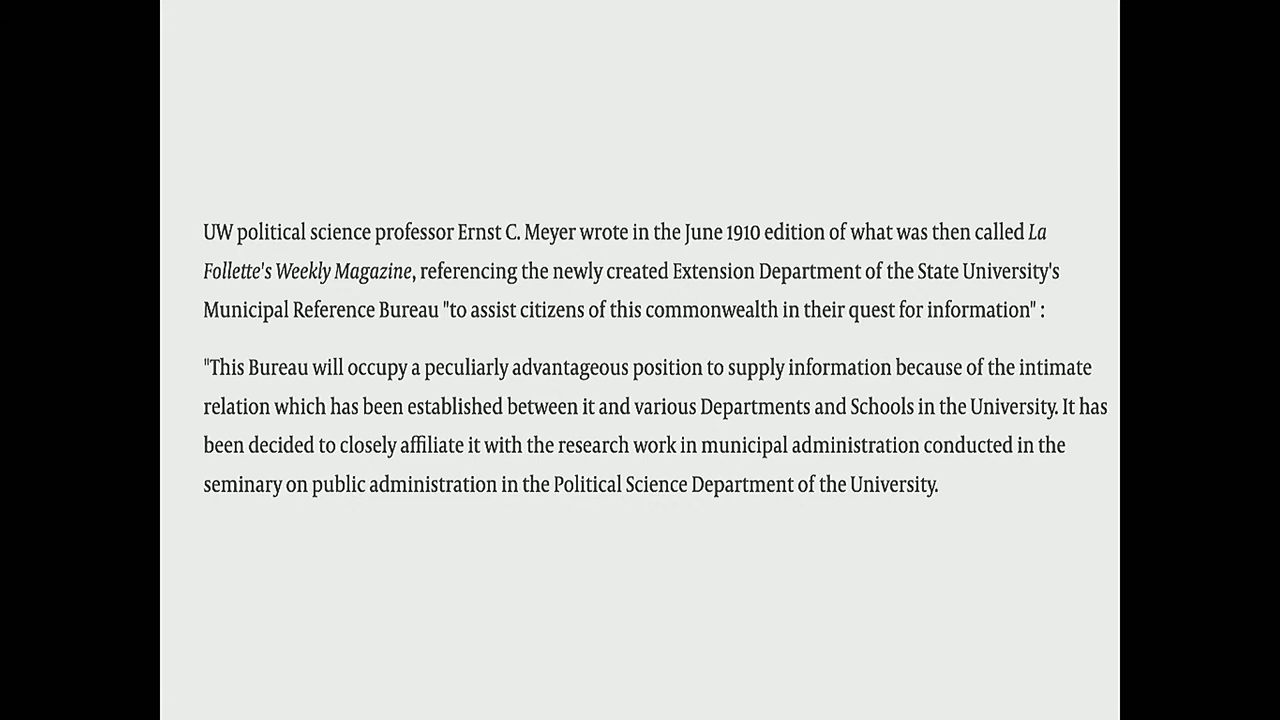 UW political science professor Ernst C. Meyer wrote in the June 1910 edition of what was then called La
Follette's Weekly Magazine, referencing the newly created Extension Department of the State University's
Municipal Reference Bureau "to assist citizens of this commonwealth in their quest for information" :
"This Bureau will occupy a peculiarly advantageous position to supply information because of the intimate
relation which has been established between it and various Departments and Schools in the University. It has
been decided to closely affiliate it with the research work in municipal administration conducted in the
seminary on public administration in the Political Science Department of the University.